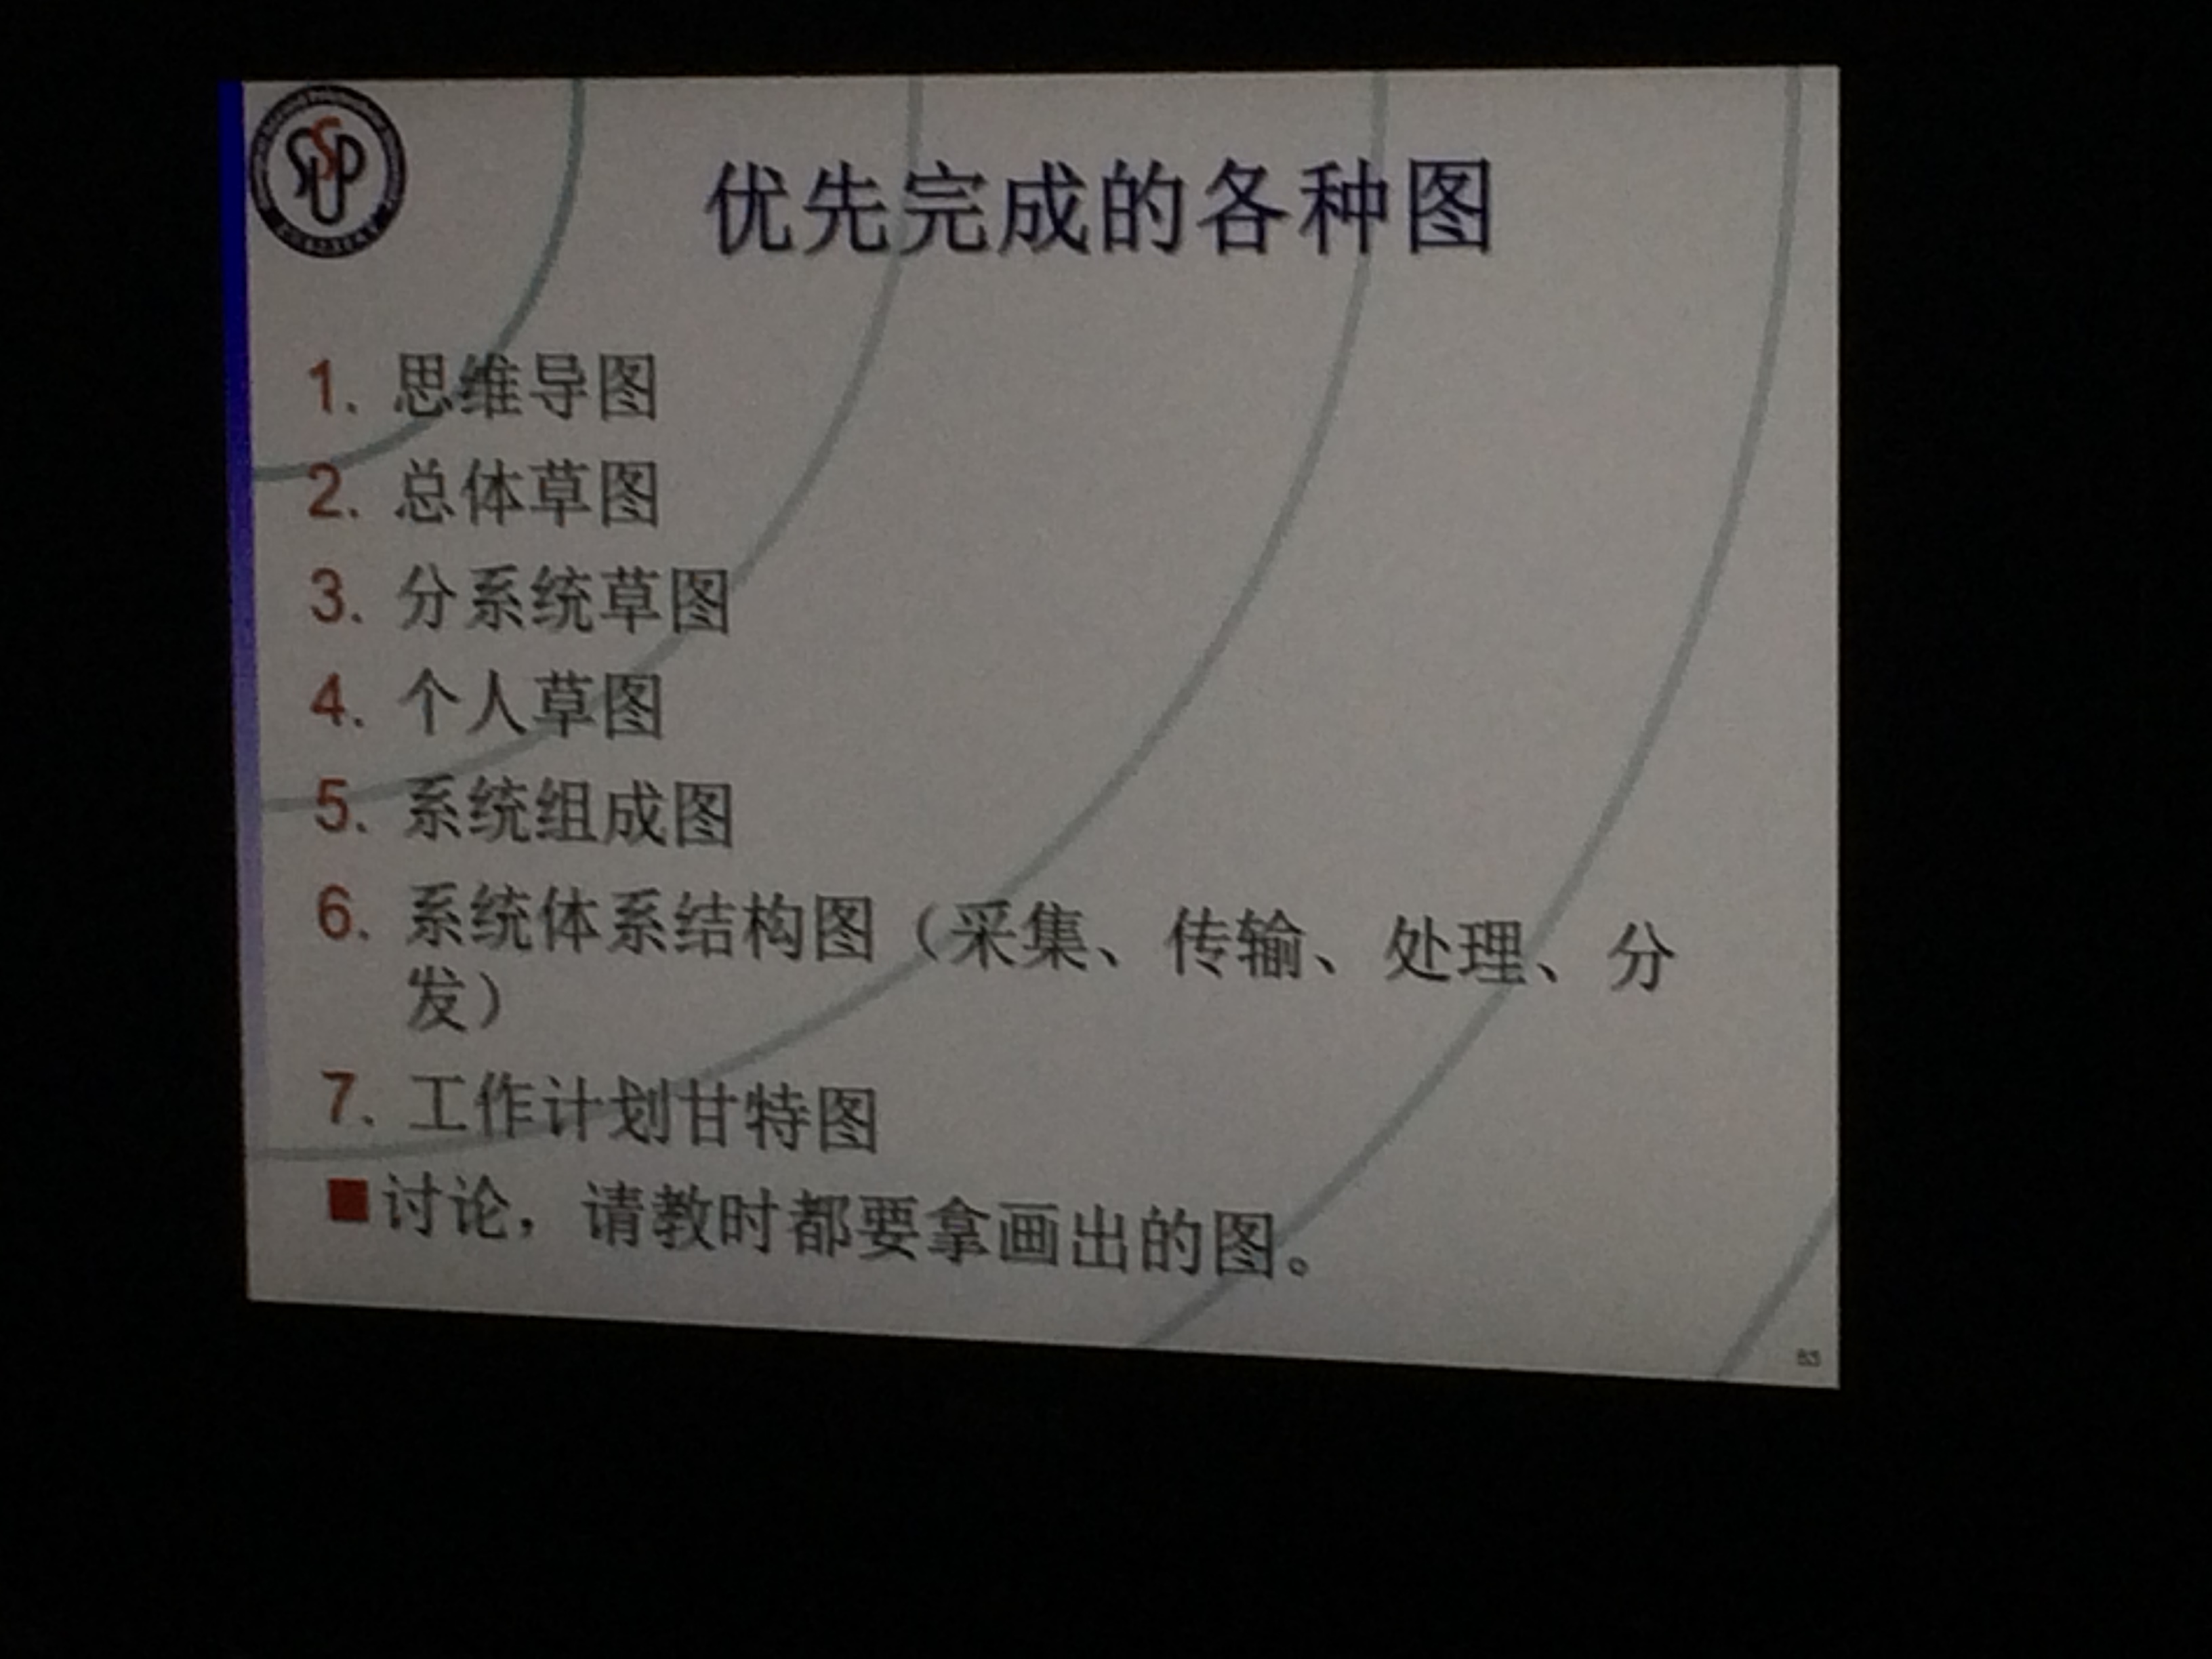 优先完成的各种图
1. 思维导图
2. 总体草图
3. 分系统草图
4. 个人草图
5. 系统组成图
6. 系统体系结构图（采集、传输、处理、分
发）
7. 工作计划甘特图
■讨论，请教时都要拿画出的图。